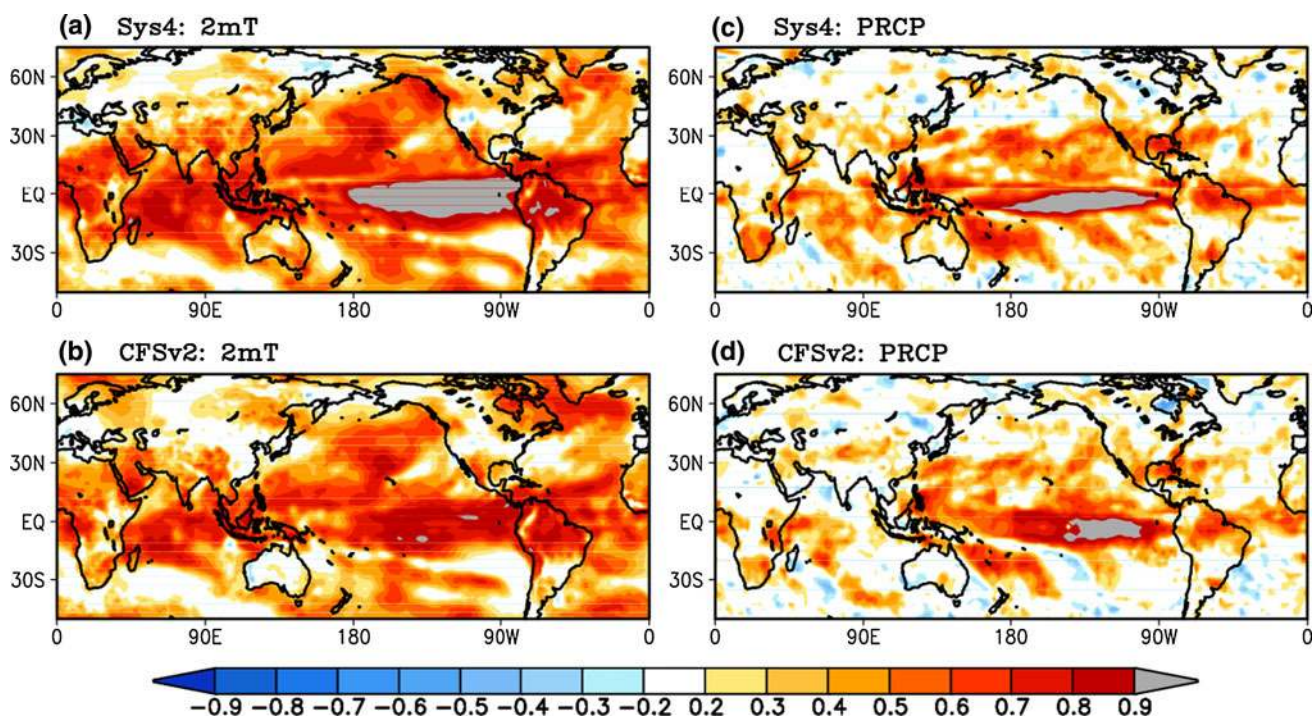 (a) Sys4: 2mT
60N
30N
EQ
30S
0 90E 180 90W 0
(c) Sys4: PRCP
60N
30N
EQ
30S
0 90E 180 90W 0
(b) CFSv2: 2mT
60N
30N
EQ
30S
0 90E 180 90W 0
(d) CFSv2: PRCP
60N
30N
EQ
30S
0 90E 180 90W 0
−0.9 −0.8 −0.7 −0.6 −0.5 −0.4 −0.3 −0.2 0.2 0.3 0.4 0.5 0.6 0.7 0.8 0.9